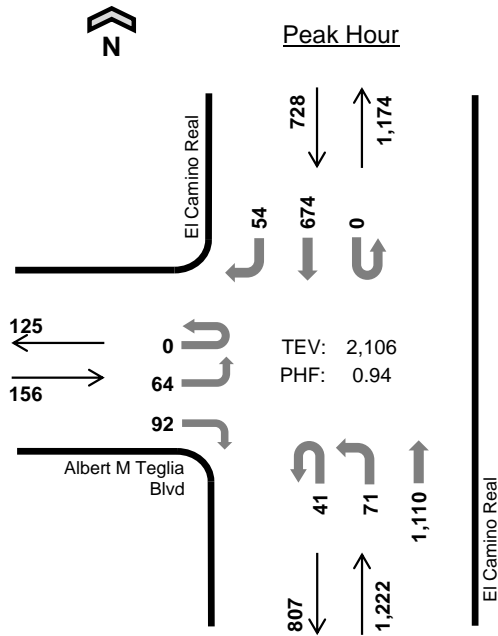 N
Peak Hour
728
1,174
El Camino Real
54
674
0
125
0
TEV: 2,106
156
64
PHF: 0.94
92
Albert M Teglia
Blvd
41
71
1,110
El Camino Real
807
1,222